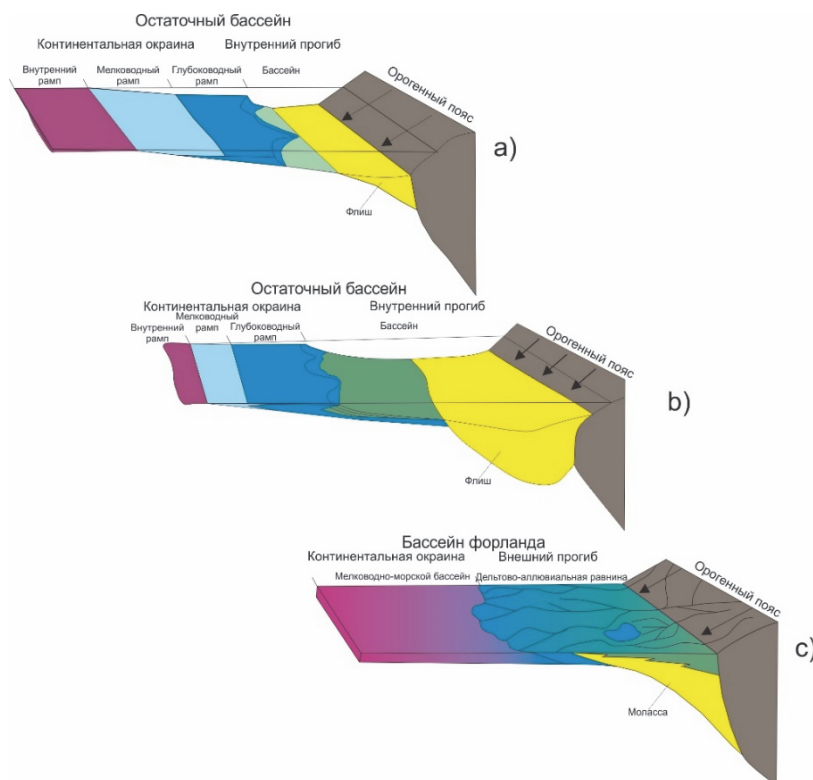 Остаточный бассейн
Континентальная окраина Внутренний прогиб
Внутренний рамп Мелководный рамп Глубоководный рамп Бассейн
Орогенный пояс
a)
Флиш
Остаточный бассейн
Континентальная окраина Внутренний прогиб
Внутренний рамп Мелководный рамп Глубоководный рамп Бассейн
Орогенный пояс
b)
Флиш
Бассейн форланда
Континентальная окраина Внешний прогиб
Мелководно-морской бассейн Дельтово-аллювиальная равнина
Орогенный пояс
c)
Моласса